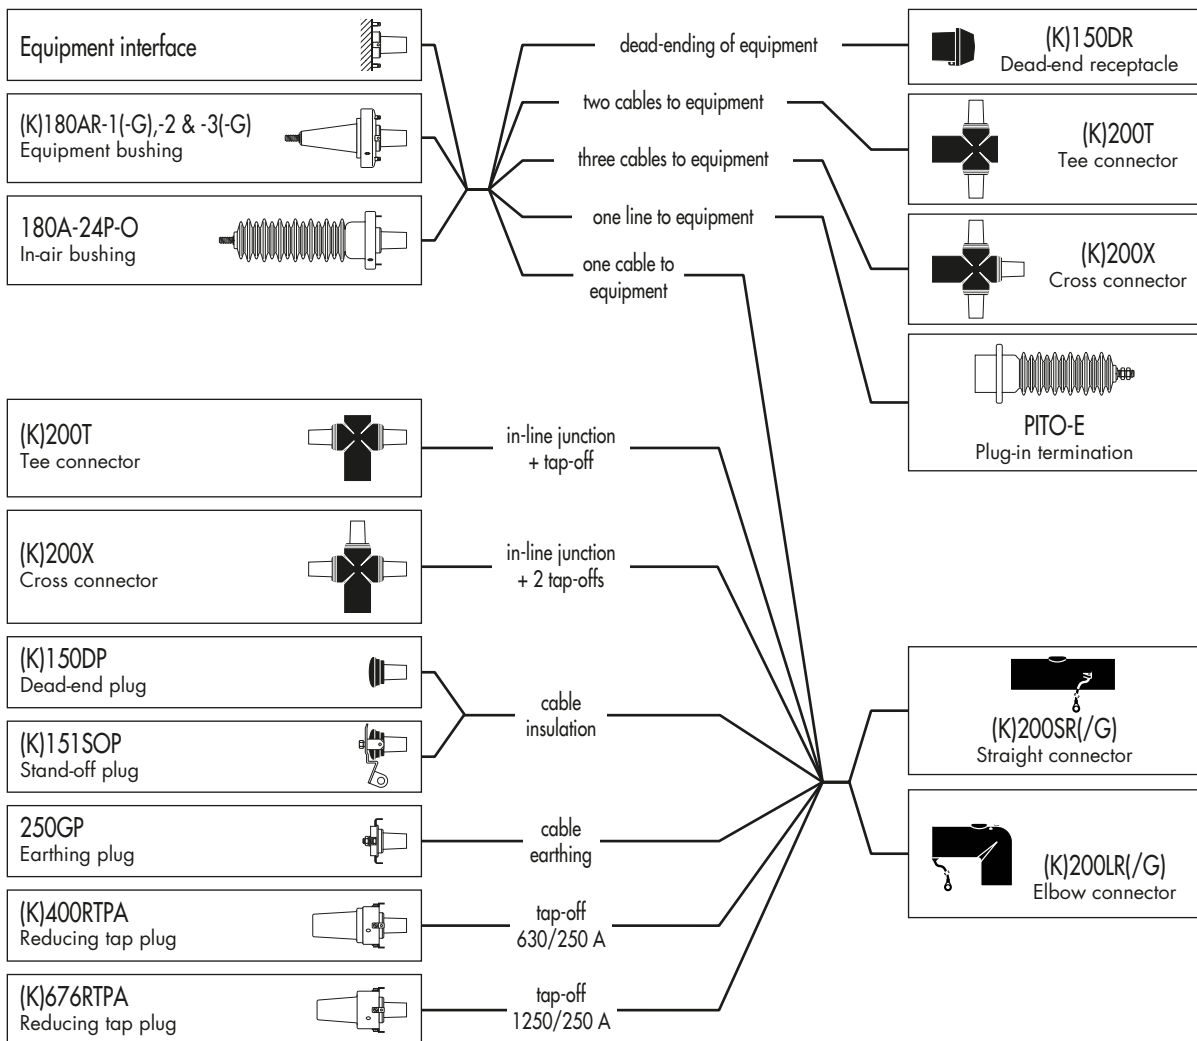 Equipment interface
(K)180AR-1(-G),-2 & -3(-G)
Equipment bushing
180A-24P-O
In-air bushing
dead-ending of equipment
two cables to equipment
three cables to equipment
one line to equipment
one cable to
equipment
(K)150DR
Dead-end receptacle
(K)200T
Tee connector
(K)200X
Cross connector
PITO-E
Plug-in termination
(K)200T
Tee connector
in-line junction
+ tap-off
(K)200X
Cross connector
in-line junction
+ 2 tap-offs
(K)150DP
Dead-end plug
(K)151SOP
Stand-off plug
cable
insulation
250GP
Earthing plug
cable
earthing
(K)400RTPA
Reducing tap plug
tap-off
630/250 A
(K)676RTPA
Reducing tap plug
tap-off
1250/250 A
(K)200SR(/G)
Straight connector
(K)200LR(/G)
Elbow connector